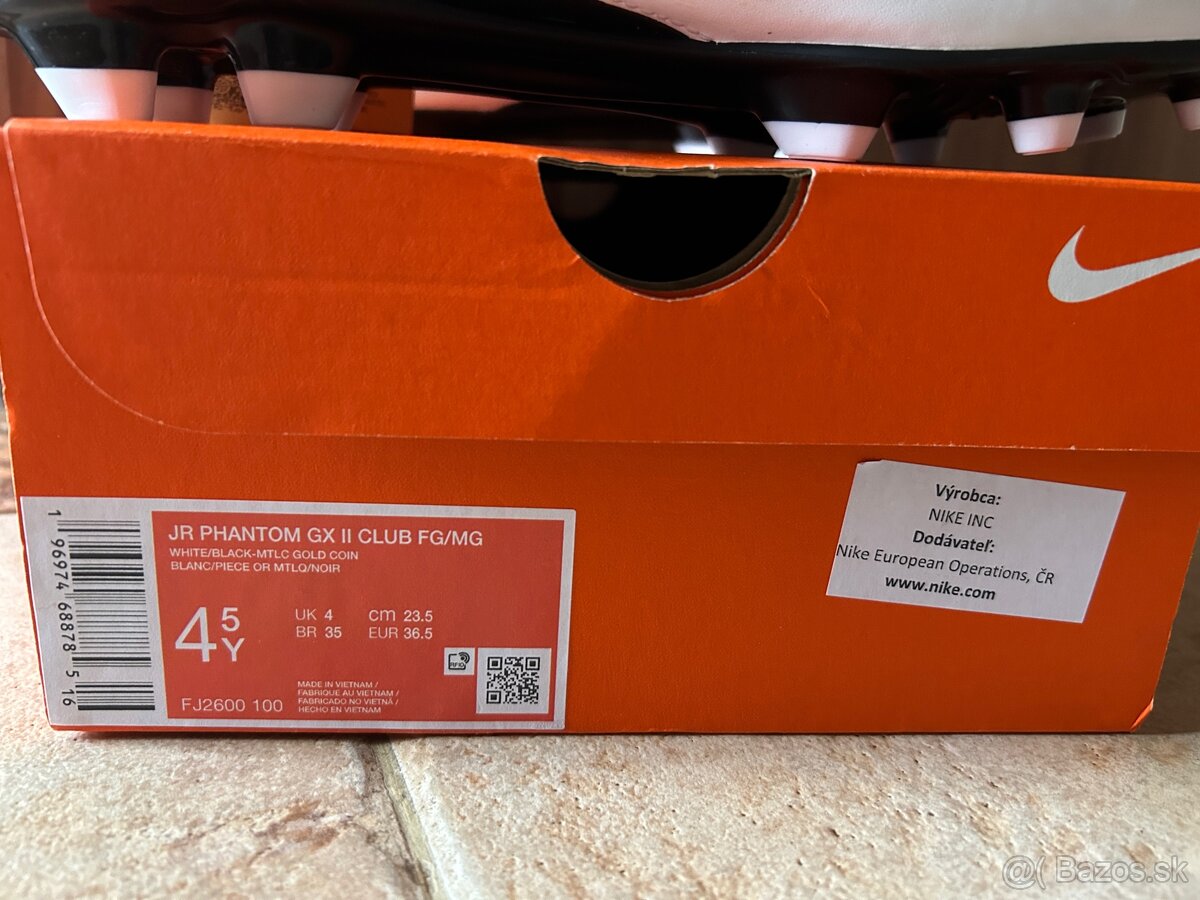 JR PHANTOM GX II CLUB FG/MG
WHITE/BLACK-MTLC GOLD COIN
BLANC/PIECE OR MTLQ/NOIR
4 5 Y
UK 4 cm 23.5
BR 35 EUR 36.5
RFID
FJ2600 100
MADE IN VIETNAM /
FABRIQUE AU VIETNAM /
FABRICADO NO VIETNÃ /
HECHO EN VIETNAM
1 96974 68878 5 16
Výrobca:
NIKE INC
Dodávateľ:
Nike European Operations, ČR
www.nike.com
@( Bazos.sk